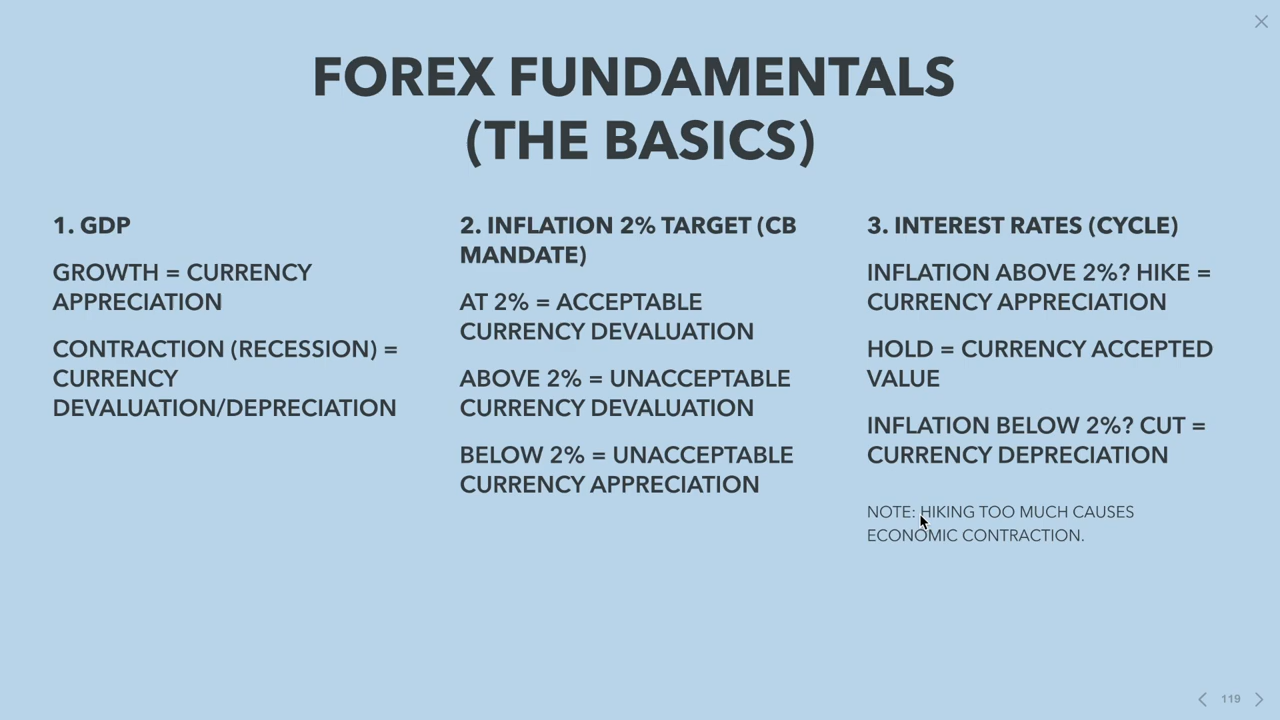 FOREX FUNDAMENTALS
(THE BASICS)
1. GDP
GROWTH = CURRENCY
APPRECIATION
CONTRACTION (RECESSION) =
CURRENCY
DEVALUATION/DEPRECIATION
2. INFLATION 2% TARGET (CB
MANDATE)
AT 2% = ACCEPTABLE
CURRENCY DEVALUATION
ABOVE 2% = UNACCEPTABLE
CURRENCY DEVALUATION
BELOW 2% = UNACCEPTABLE
CURRENCY APPRECIATION
3. INTEREST RATES (CYCLE)
INFLATION ABOVE 2%? HIKE =
CURRENCY APPRECIATION
HOLD = CURRENCY ACCEPTED
VALUE
INFLATION BELOW 2%? CUT =
CURRENCY DEPRECIATION
NOTE: HIKING TOO MUCH CAUSES
ECONOMIC CONTRACTION.
119